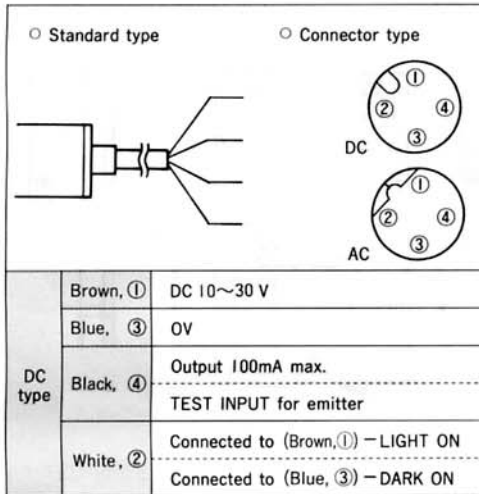 ○ Standard type
○ Connector type
①
②
④
③
DC
①
②
④
③
AC
DC type
Brown, ① DC 10~30 V
Blue, ③ 0V
Black, ④ Output 100mA max.
TEST INPUT for emitter
White, ② Connected to (Brown, ①) – LIGHT ON
Connected to (Blue, ③) – DARK ON